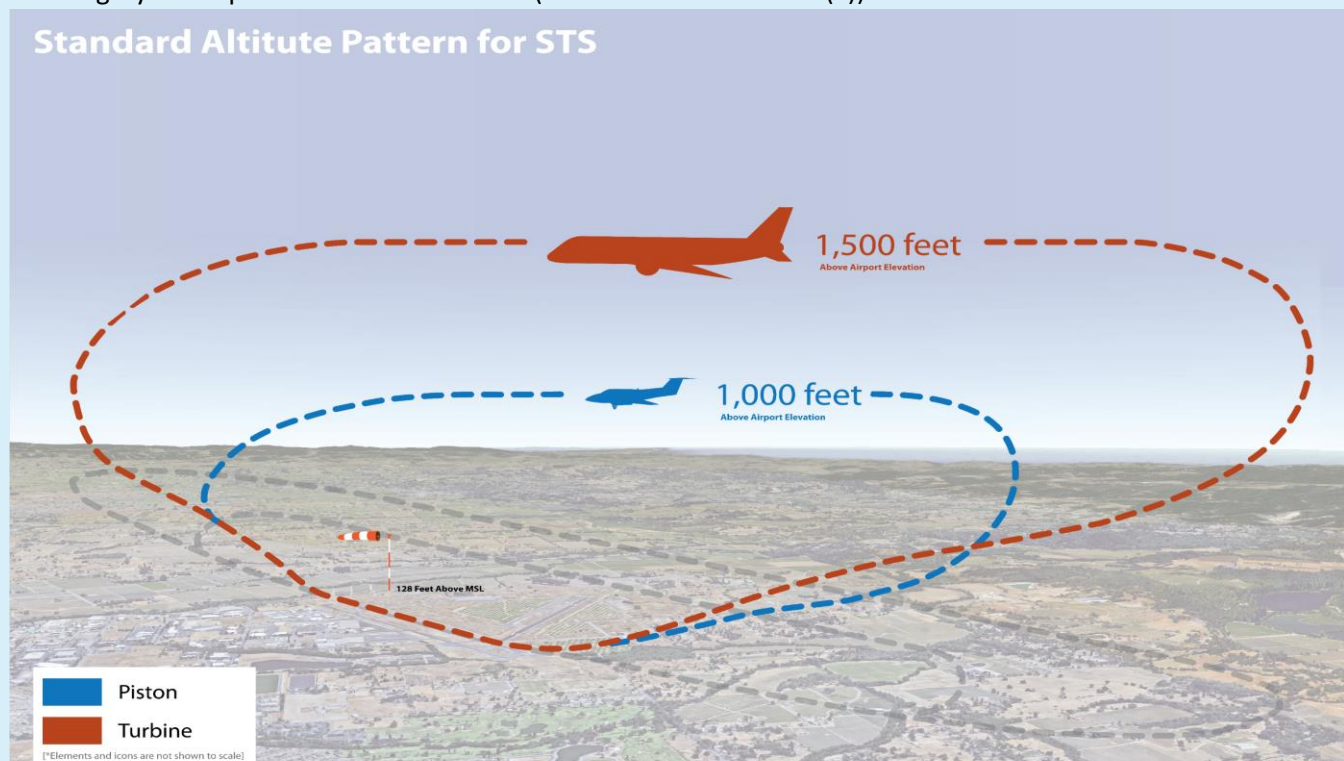 Standard Altitute Pattern for STS
1,500 feet
Above Airport Elevation
1,000 feet
Above Airport Elevation
128 Feet Above MSL
Piston
Turbine
[*Elements and icons are not shown to scale]